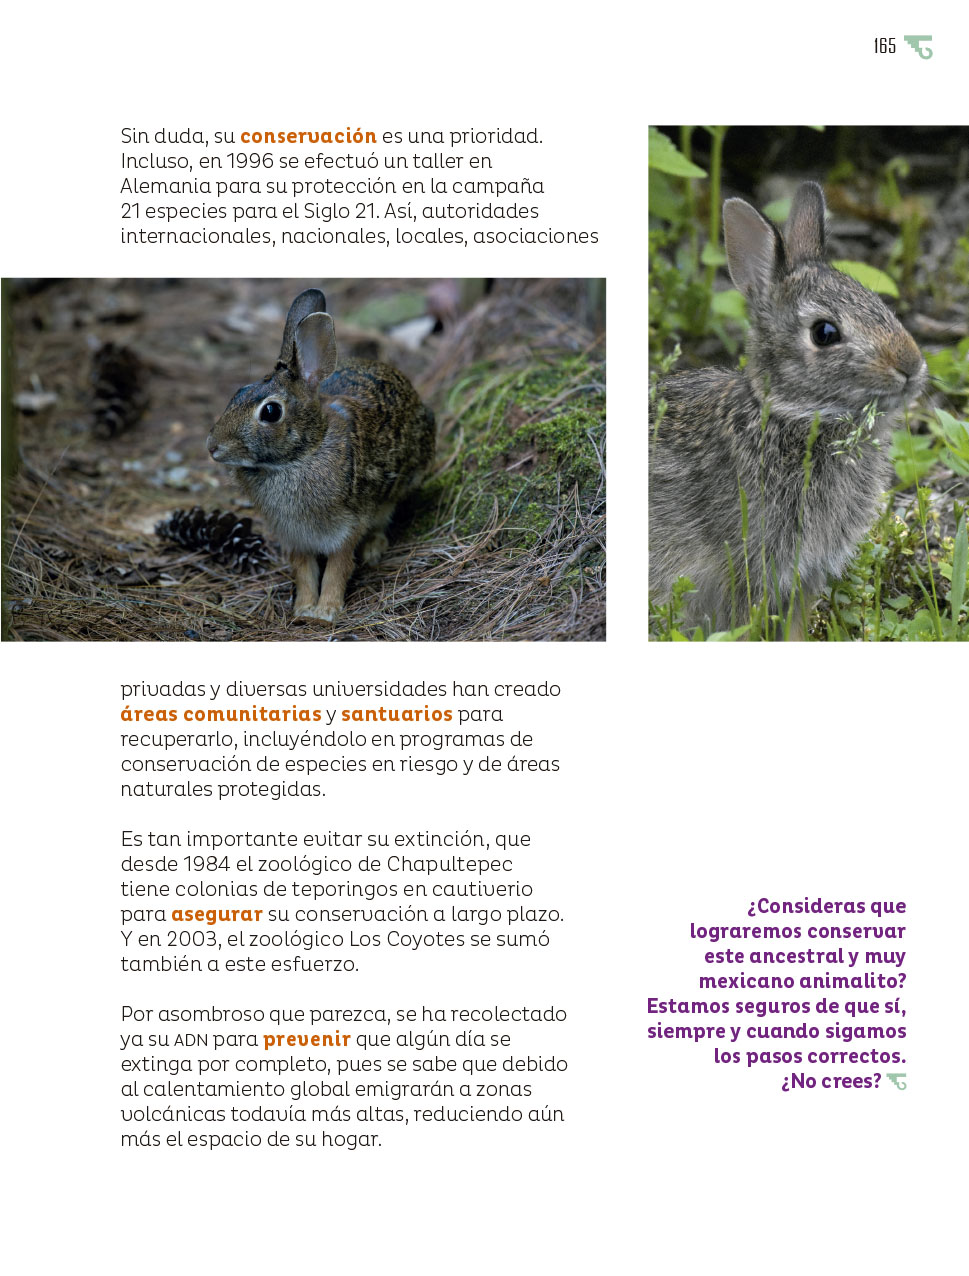 165
Sin duda, su conservación es una prioridad.
Incluso, en 1996 se efectuó un taller en
Alemania para su protección en la campaña
21 especies para el Siglo 21. Así, autoridades
internacionales, nacionales, locales, asociaciones
privadas y diversas universidades han creado
áreas comunitarias y santuarios para
recuperarlo, incluyéndolo en programas de
conservación de especies en riesgo y de áreas
naturales protegidas.
Es tan importante evitar su extinción, que
desde 1984 el zoológico de Chapultepec
tiene colonias de teporingos en cautiverio
para asegurar su conservación a largo plazo.
Y en 2003, el zoológico Los Coyotes se sumó
también a este esfuerzo.
Por asombroso que parezca, se ha recolectado
ya su ADN para prevenir que algún día se
extinga por completo, pues se sabe que debido
al calentamiento global emigrarán a zonas
volcánicas todavía más altas, reduciendo aún
más el espacio de su hogar.
¿Consideras que
lograremos conservar
este ancestral y muy
mexicano animalito?
Estamos seguros de que sí,
siempre y cuando sigamos
los pasos correctos.
¿No crees?